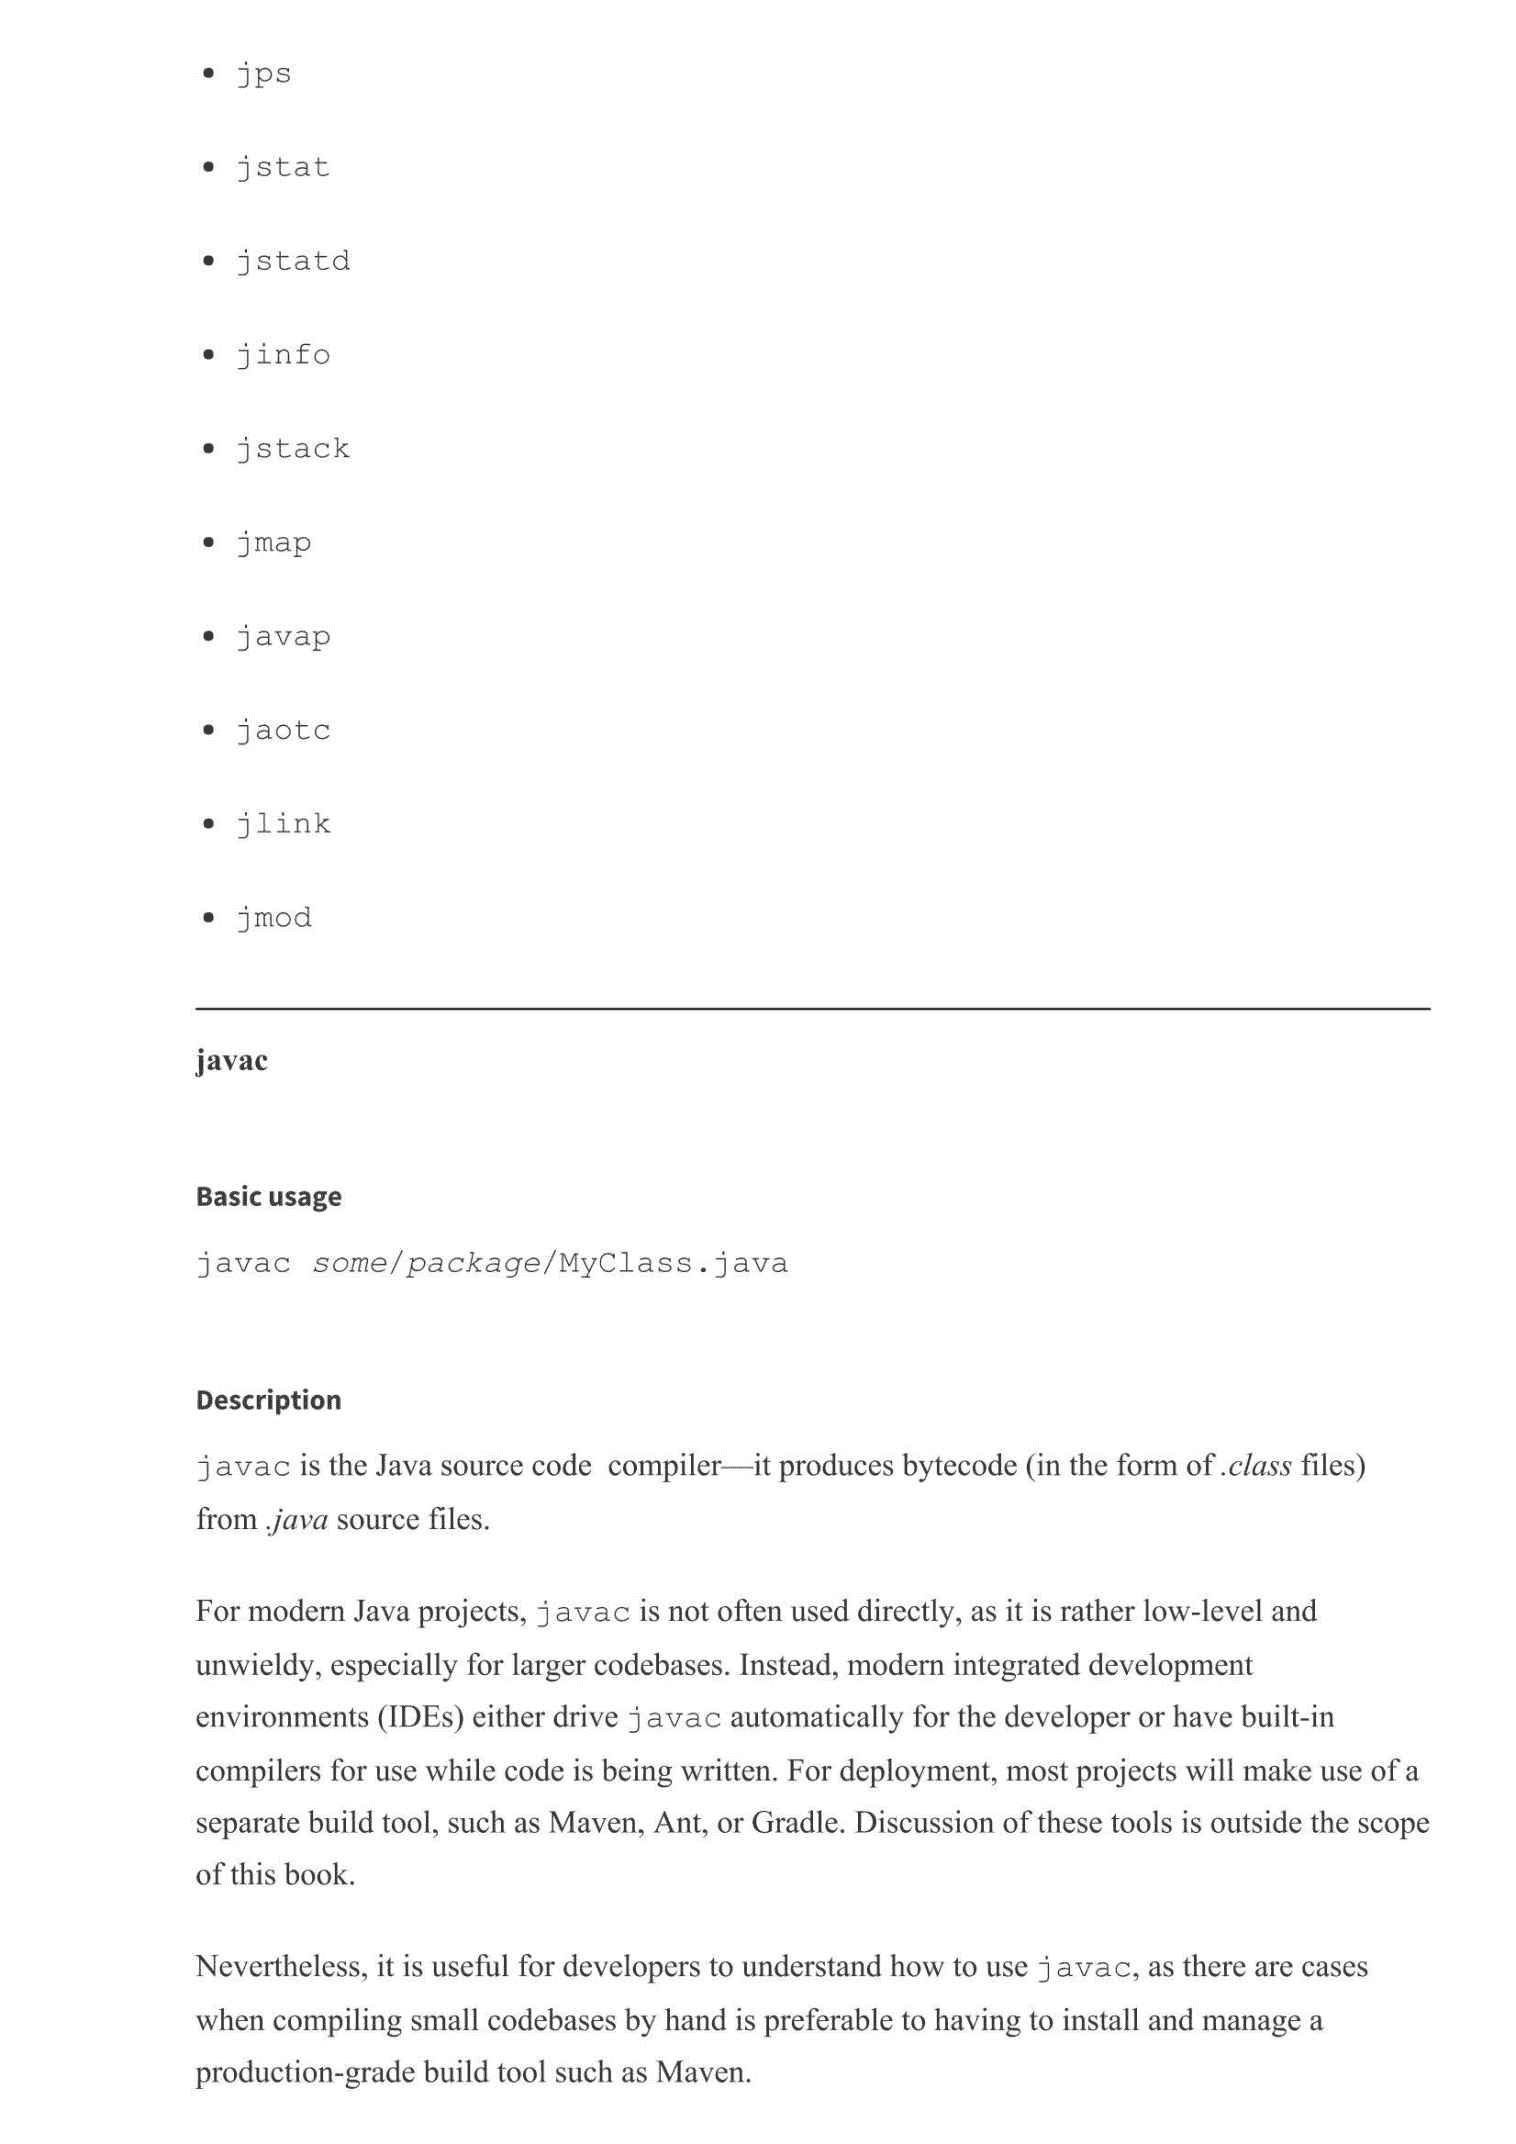 • jps
• jstat
• jstatd
• jinfo
• jstack
• jmap
• javap
• jaotc
• jlink
• jmod
javac
Basic usage
javac some/package/MyClass.java
Description
javac is the Java source code  compiler—it produces bytecode (in the form of .class files)
from .java source files.
For modern Java projects, javac is not often used directly, as it is rather low-level and
unwieldy, especially for larger codebases. Instead, modern integrated development
environments (IDEs) either drive javac automatically for the developer or have built-in
compilers for use while code is being written. For deployment, most projects will make use of a
separate build tool, such as Maven, Ant, or Gradle. Discussion of these tools is outside the scope
of this book.
Nevertheless, it is useful for developers to understand how to use javac, as there are cases
when compiling small codebases by hand is preferable to having to install and manage a
production-grade build tool such as Maven.